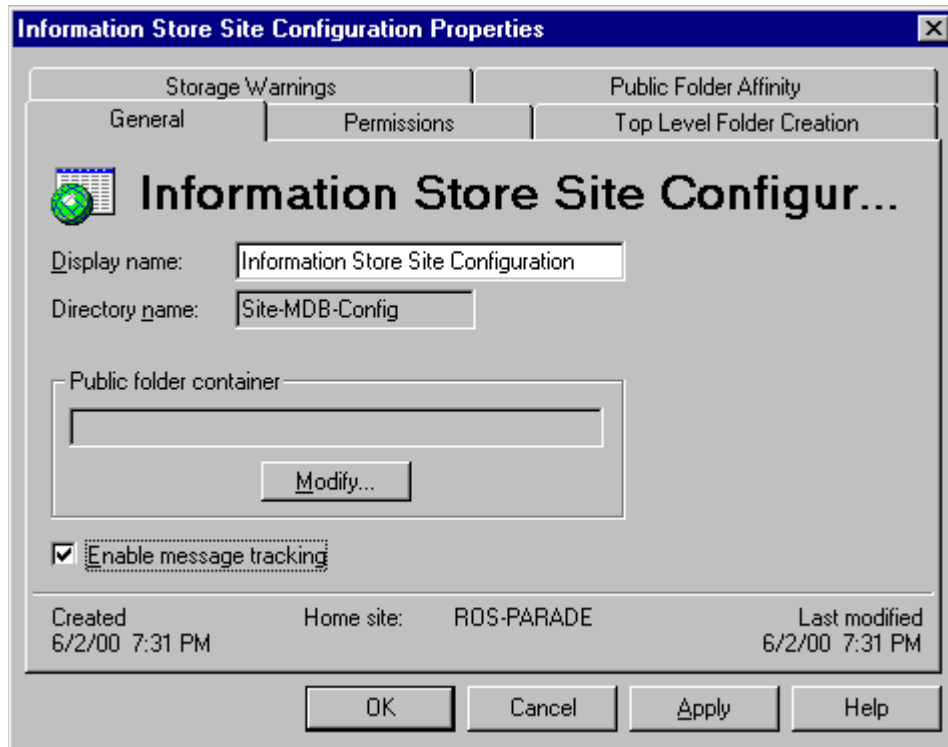 Information Store Site Configuration Properties
Storage Warnings
Public Folder Affinity
General
Permissions
Top Level Folder Creation
Information Store Site Configur...
Display name:
Information Store Site Configuration
Directory name:
Site-MDB-Config
Public folder container
Modify...
Enable message tracking
Created
6/2/00 7:31 PM
Home site:
ROS-PARADE
Last modified
6/2/00 7:31 PM
OK
Cancel
Apply
Help